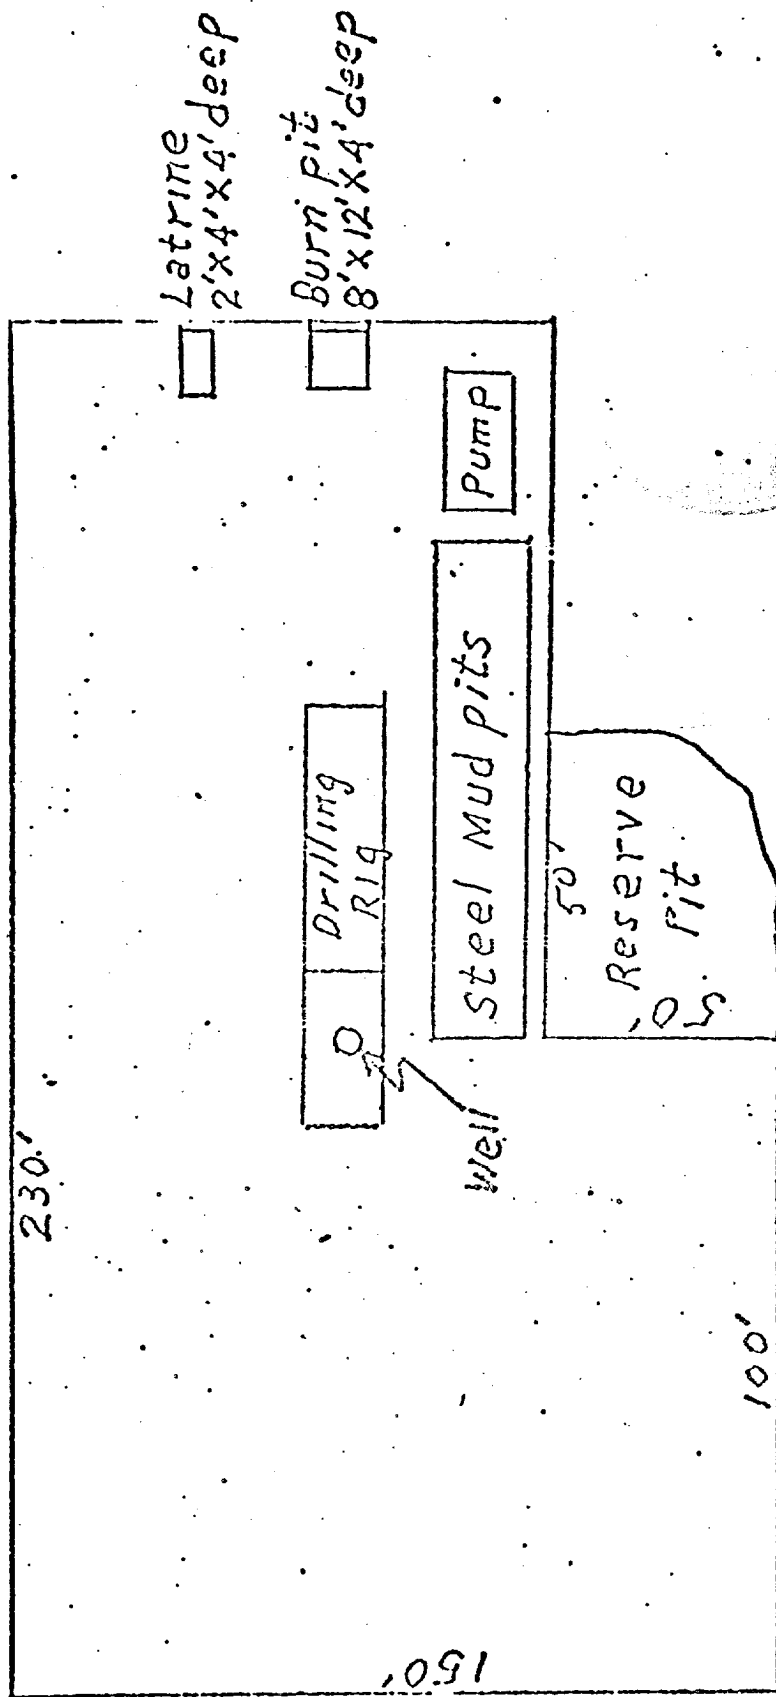 Latrine
2'x4'x4' deep
Burn pit
8'x12'x4' deep
230'
Pump
Drilling
Rig
Steel Mud pits
Well
50'
Reserve
Pit
50'
100'
150'